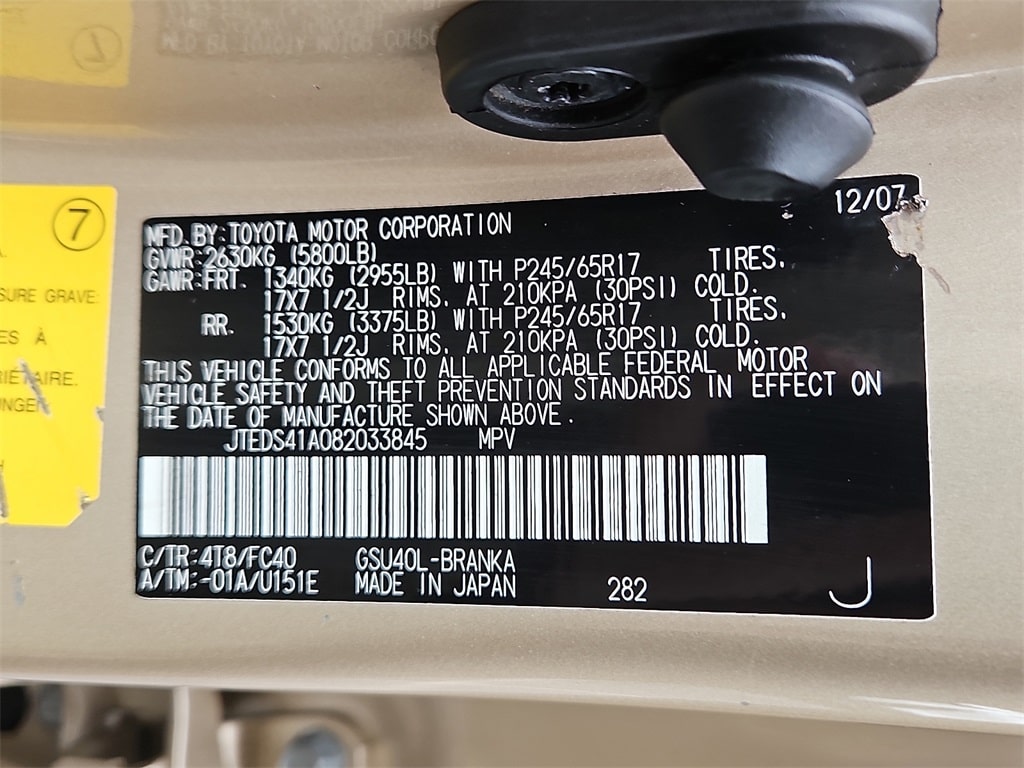 12/07
MFD. BY: TOYOTA MOTOR CORPORATION
GVWR: 2630KG (5800LB)
GAWR: FRT. 1340KG (2955LB) WITH P245/65R17 TIRES.
17X7 1/2J RIMS. AT 210KPA (30PSI) COLD.
RR. 1530KG (3375LB) WITH P245/65R17 TIRES.
17X7 1/2J RIMS. AT 210KPA (30PSI) COLD.
THIS VEHICLE CONFORMS TO ALL APPLICABLE FEDERAL MOTOR
VEHICLE SAFETY AND THEFT PREVENTION STANDARDS IN EFFECT ON
THE DATE OF MANUFACTURE SHOWN ABOVE.
JTEDS41A082033845 MPV
C/TR: 4T8/FC40 GSU40L-BRANKA
A/TM: -01A/U151E MADE IN JAPAN 282
J
7
GRAVE
À